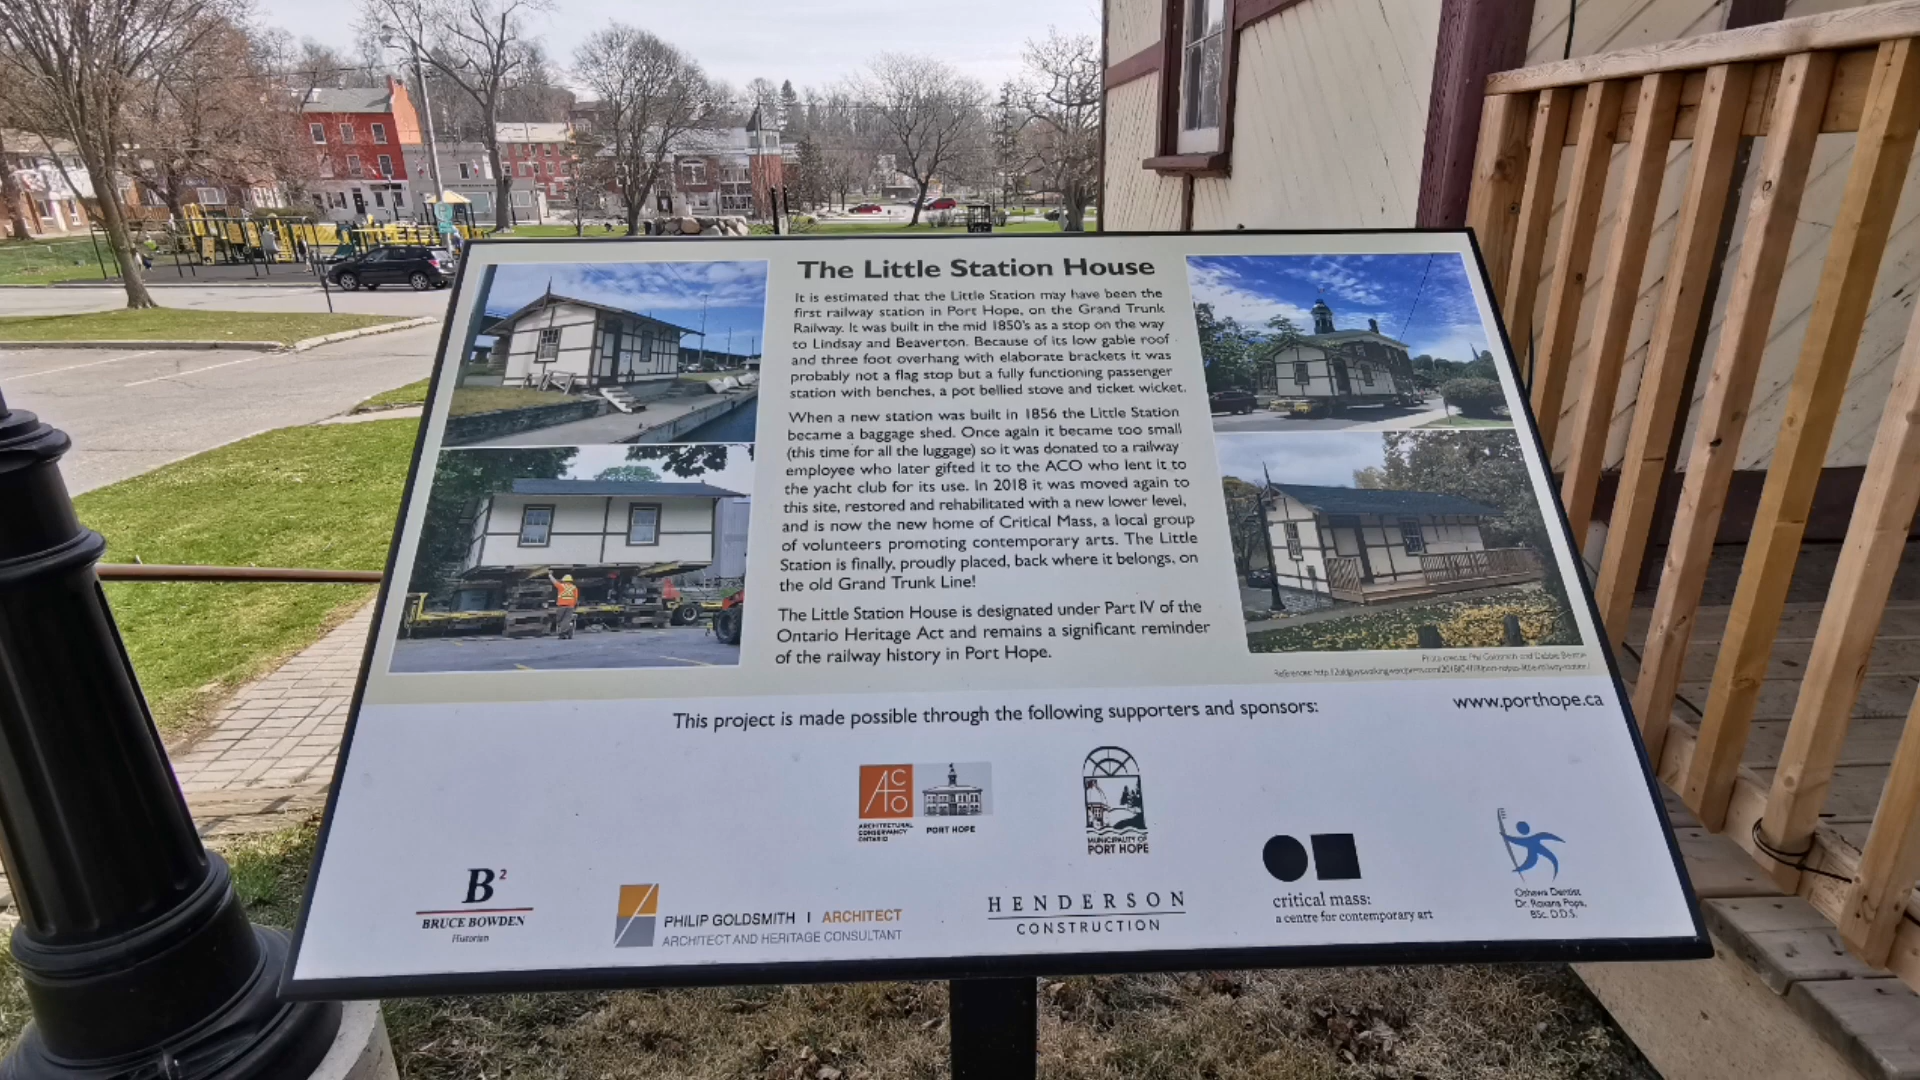 The Little Station House
It is estimated that the Little Station may have been the
first railway station in Port Hope, on the Grand Trunk
Railway. It was built in the mid 1850's as a stop on the way
to Lindsay and Beaverton. Because of its low gable roof
and three foot overhang with elaborate brackets it was
probably not a flag stop but a fully functioning passenger
station with benches, a pot bellied stove and ticket wicket.
When a new station was built in 1856 the Little Station
became a baggage shed. Once again it became too small
(this time for all the luggage) so it was donated to a railway
employee who later gifted it to the ACO who lent it to
the yacht club for its use. In 2018 it was moved again to
this site, restored and rehabilitated with a new lower level,
and is now the new home of Critical Mass, a local group
of volunteers promoting contemporary arts. The Little
Station is finally, proudly placed, back where it belongs, on
the old Grand Trunk Line!
The Little Station House is designated under Part IV of the
Ontario Heritage Act and remains a significant reminder
of the railway history in Port Hope.
www.porthope.ca
This project is made possible through the following supporters and sponsors:
ACO
ARCHITECTURAL
CONSERVANCY
ONTARIO
PORT HOPE
MUNICIPALITY OF
PORT HOPE
B²
BRUCE BOWDEN
Historian
PHILIP GOLDSMITH | ARCHITECT
ARCHITECT AND HERITAGE CONSULTANT
HENDERSON
CONSTRUCTION
critical mass:
a centre for contemporary art
Oshawa Dentist
Dr. Roxana Pope,
BSc. D.D.S.